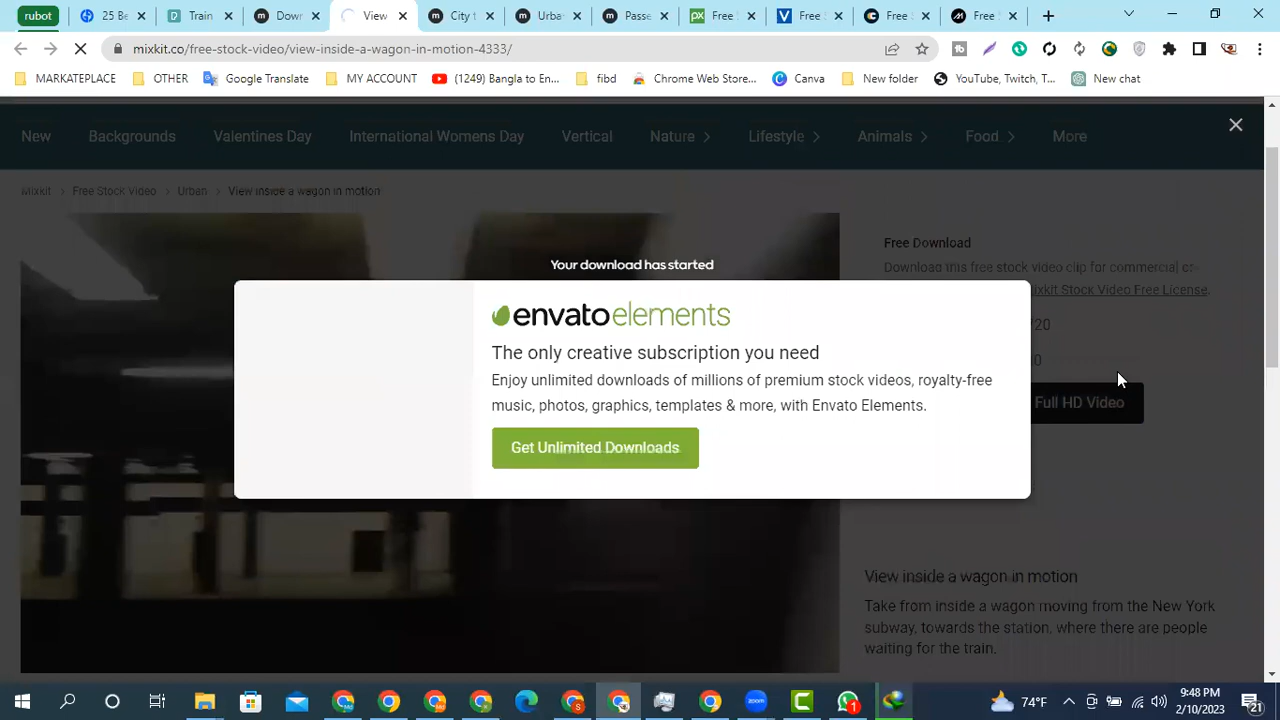 rubot
25 Be
Train
Dow
View
City t
Urba
Passe
Free
Free S
Free S
Free S
mixkit.co/free-stock-video/view-inside-a-wagon-in-motion-4333/
MARKATEPLACE
OTHER
Google Translate
MY ACCOUNT
(1249) Bangla to En...
fibd
Chrome Web Store...
Canva
New folder
YouTube, Twitch, T...
New chat
New
Backgrounds
Valentines Day
International Womens Day
Vertical
Nature
Lifestyle
Animals
Food
More
Mixkit > Free Stock Video > Urban > View inside a wagon in motion
Free Download
Your download has started
Download this free stock video clip for commercial or
ixkit Stock Video Free License.
envato elements
720
The only creative subscription you need
Enjoy unlimited downloads of millions of premium stock videos, royalty-free
music, photos, graphics, templates & more, with Envato Elements.
Full HD Video
Get Unlimited Downloads
View inside a wagon in motion
Take from inside a wagon moving from the New York
subway, towards the station, where there are people
waiting for the train.
74°F
9:48 PM
2/10/2023
21